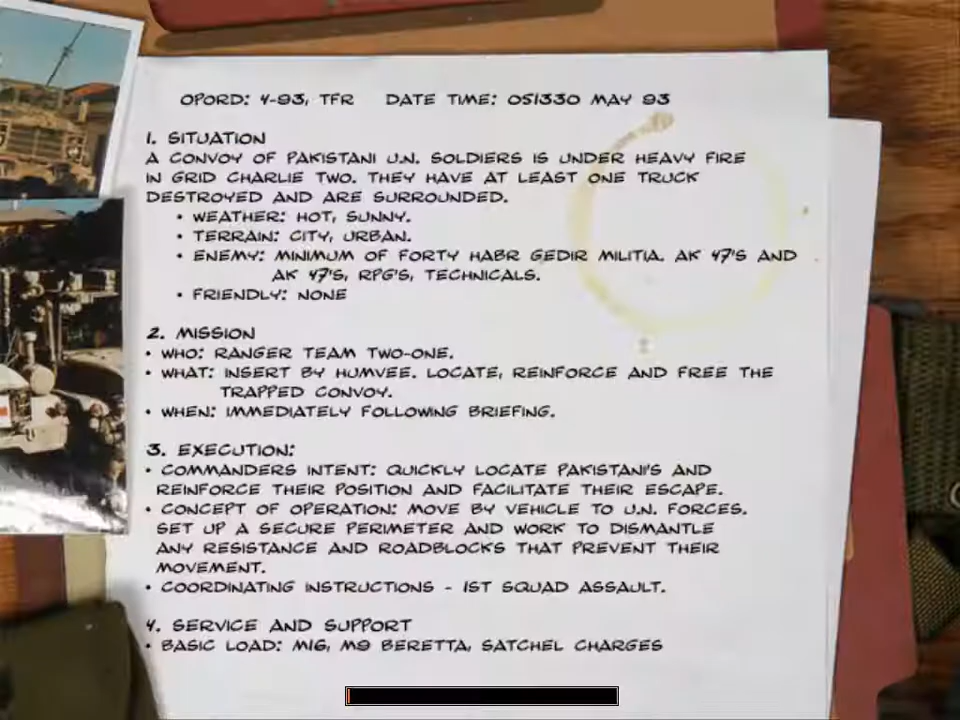 OPORD: 4-93, TFR DATE TIME: 051330 MAY 93
1. SITUATION
A CONVOY OF PAKISTANI U.N. SOLDIERS IS UNDER HEAVY FIRE
IN GRID CHARLIE TWO. THEY HAVE AT LEAST ONE TRUCK
DESTROYED AND ARE SURROUNDED.
• WEATHER: HOT, SUNNY.
• TERRAIN: CITY, URBAN.
• ENEMY: MINIMUM OF FORTY HABR GEDIR MILITIA. AK 47'S AND
AK 47'S, RPG'S, TECHNICALS.
• FRIENDLY: NONE
2. MISSION
• WHO: RANGER TEAM TWO-ONE.
• WHAT: INSERT BY HUMVEE. LOCATE, REINFORCE AND FREE THE
TRAPPED CONVOY.
• WHEN: IMMEDIATELY FOLLOWING BRIEFING.
3. EXECUTION:
• COMMANDERS INTENT: QUICKLY LOCATE PAKISTANI'S AND
REINFORCE THEIR POSITION AND FACILITATE THEIR ESCAPE.
• CONCEPT OF OPERATION: MOVE BY VEHICLE TO U.N. FORCES.
SET UP A SECURE PERIMETER AND WORK TO DISMANTLE
ANY RESISTANCE AND ROADBLOCKS THAT PREVENT THEIR
MOVEMENT.
• COORDINATING INSTRUCTIONS - 1ST SQUAD ASSAULT.
4. SERVICE AND SUPPORT
• BASIC LOAD: M16, M9 BERETTA, SATCHEL CHARGES